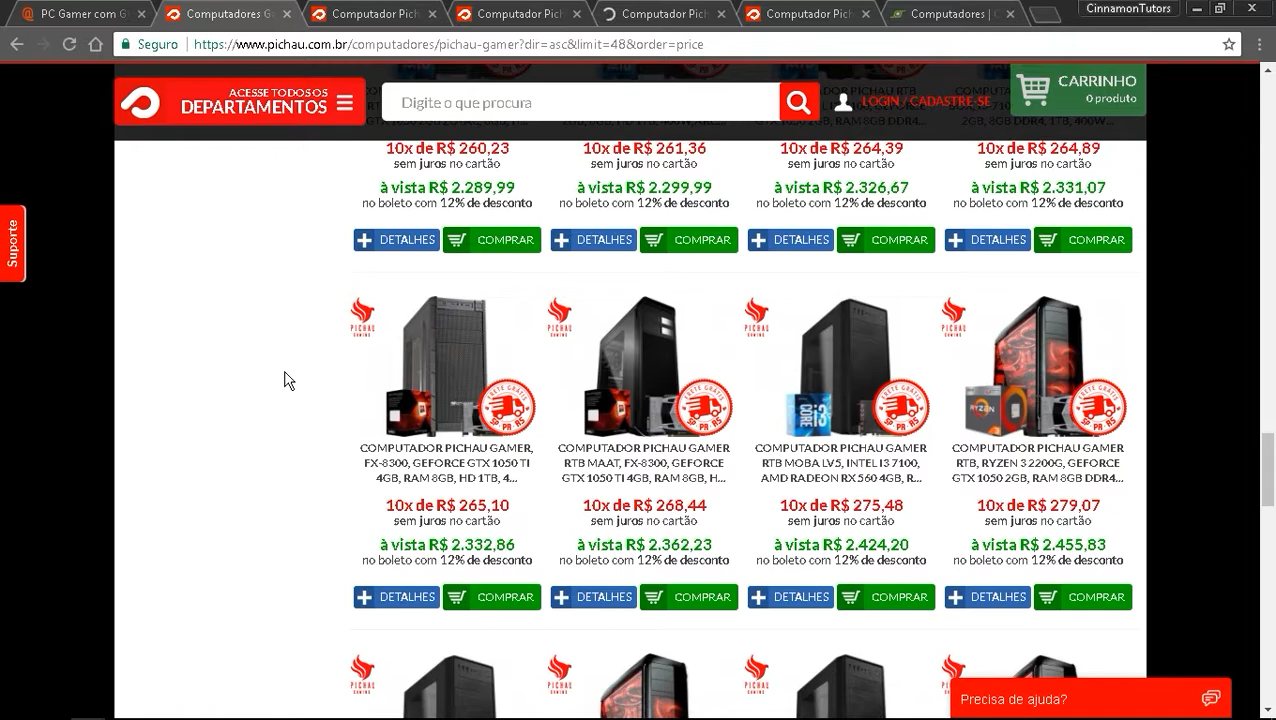 PC Gamer com G
Computadores G
Computador Pich
Computador Pich
Computador Pich
Computador Pich
Computadores | C
CinnamonTutors
Seguro
https://www.pichau.com.br/computadores/pichau-gamer?dir=asc&limit=48&order=price
ACESSE TODOS OS
DEPARTAMENTOS
Digite o que procura
LOGIN / CADASTRE-SE
CARRINHO
0 produto
10x de R$ 260,23
10x de R$ 261,36
10x de R$ 264,39
10x de R$ 264,89
sem juros no cartão
sem juros no cartão
sem juros no cartão
sem juros no cartão
à vista R$ 2.289,99
à vista R$ 2.299,99
à vista R$ 2.326,67
à vista R$ 2.331,07
no boleto com 12% de desconto
no boleto com 12% de desconto
no boleto com 12% de desconto
no boleto com 12% de desconto
DETALHES COMPRAR
DETALHES COMPRAR
DETALHES COMPRAR
DETALHES COMPRAR
Suporte
COMPUTADOR PICHAU GAMER,
FX-8300, GEFORCE GTX 1050 TI
4GB, RAM 8GB, HD 1TB, 4...
10x de R$ 265,10
sem juros no cartão
à vista R$ 2.332,86
no boleto com 12% de desconto
DETALHES COMPRAR
COMPUTADOR PICHAU GAMER
RTB MAAT, FX-8300, GEFORCE
GTX 1050 TI 4GB, RAM 8GB, H...
10x de R$ 268,44
sem juros no cartão
à vista R$ 2.362,23
no boleto com 12% de desconto
DETALHES COMPRAR
COMPUTADOR PICHAU GAMER
RTB MOBA LV5, INTEL I3 7100,
AMD RADEON RX 560 4GB, R...
10x de R$ 275,48
sem juros no cartão
à vista R$ 2.424,20
no boleto com 12% de desconto
DETALHES COMPRAR
COMPUTADOR PICHAU GAMER
RTB, RYZEN 3 2200G, GEFORCE
GTX 1050 2GB, RAM 8GB DDR4...
10x de R$ 279,07
sem juros no cartão
à vista R$ 2.455,83
no boleto com 12% de desconto
DETALHES COMPRAR
Precisa de ajuda?